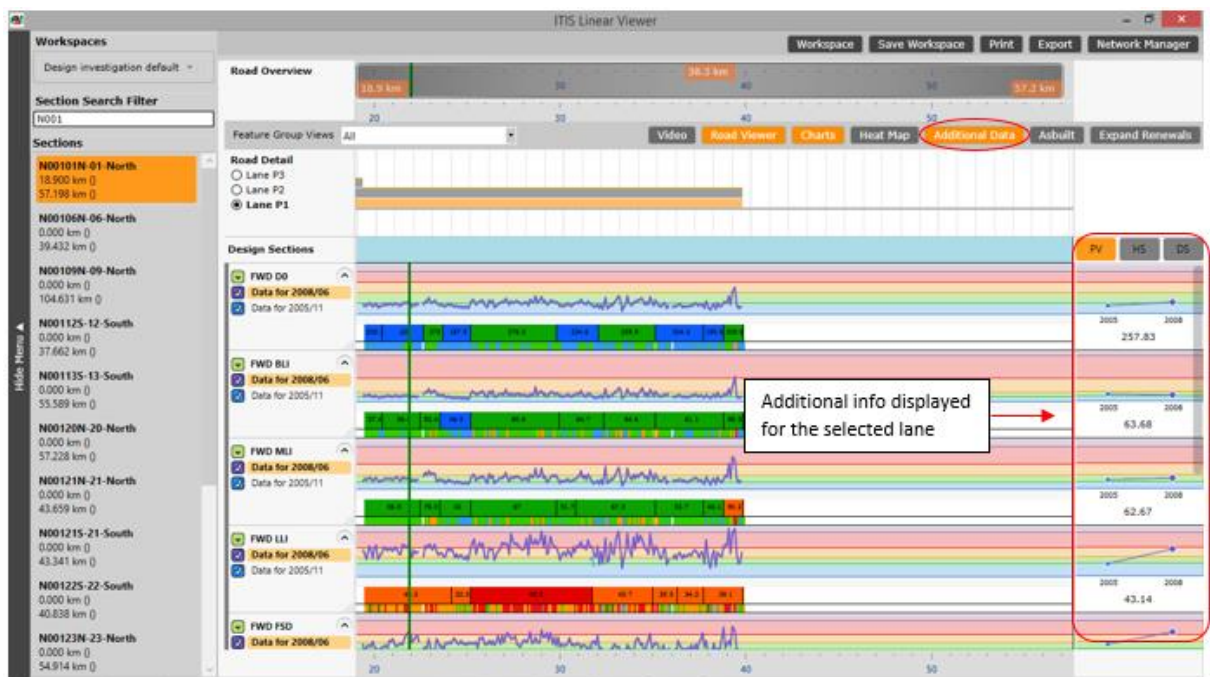 ITIS Linear Viewer
Workspaces
Workspace Save Workspace Print Export Network Manager
Design investigation default
Road Overview
38.3 km
18.9 km
57.2 km
30 40 50
20 30 40 50
Section Search Filter
N001
Feature Group Views All
Video Road Viewer Charts Heat Map Additional Data Asbuilt Expand Renewals
Sections
N00101N-01-North
18.900 km ()
57.198 km ()
N00106N-06-North
0.000 km ()
39.432 km ()
N00109N-09-North
0.000 km ()
104.631 km ()
N00112S-12-South
0.000 km ()
37.662 km ()
N00113S-13-South
0.000 km ()
55.589 km ()
N00120N-20-North
0.000 km ()
57.228 km ()
N00121N-21-North
0.000 km ()
43.659 km ()
N00121S-21-South
0.000 km ()
43.341 km ()
N00122S-22-South
0.000 km ()
40.838 km ()
N00123N-23-North
0.000 km ()
54.914 km ()
Hide Menu
Road Detail
Lane P3
Lane P2
Lane P1
Design Sections
PV HS DS
FWD D0
Data for 2008/06
Data for 2005/11
2005 2008
257.83
FWD BLI
Data for 2008/06
Data for 2005/11
2005 2008
63.68
Additional info displayed
for the selected lane
FWD MLI
Data for 2008/06
Data for 2005/11
2005 2008
62.67
FWD LLI
Data for 2008/06
Data for 2005/11
2005 2008
43.14
FWD FSD
Data for 2008/06
20 30 40 50